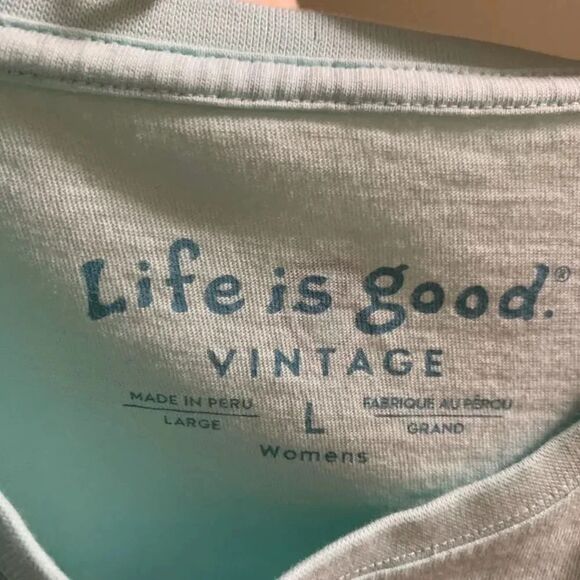 Life is good.®
VINTAGE
MADE IN PERU L FABRIQUE AU PÉROU
LARGE GRAND
Womens